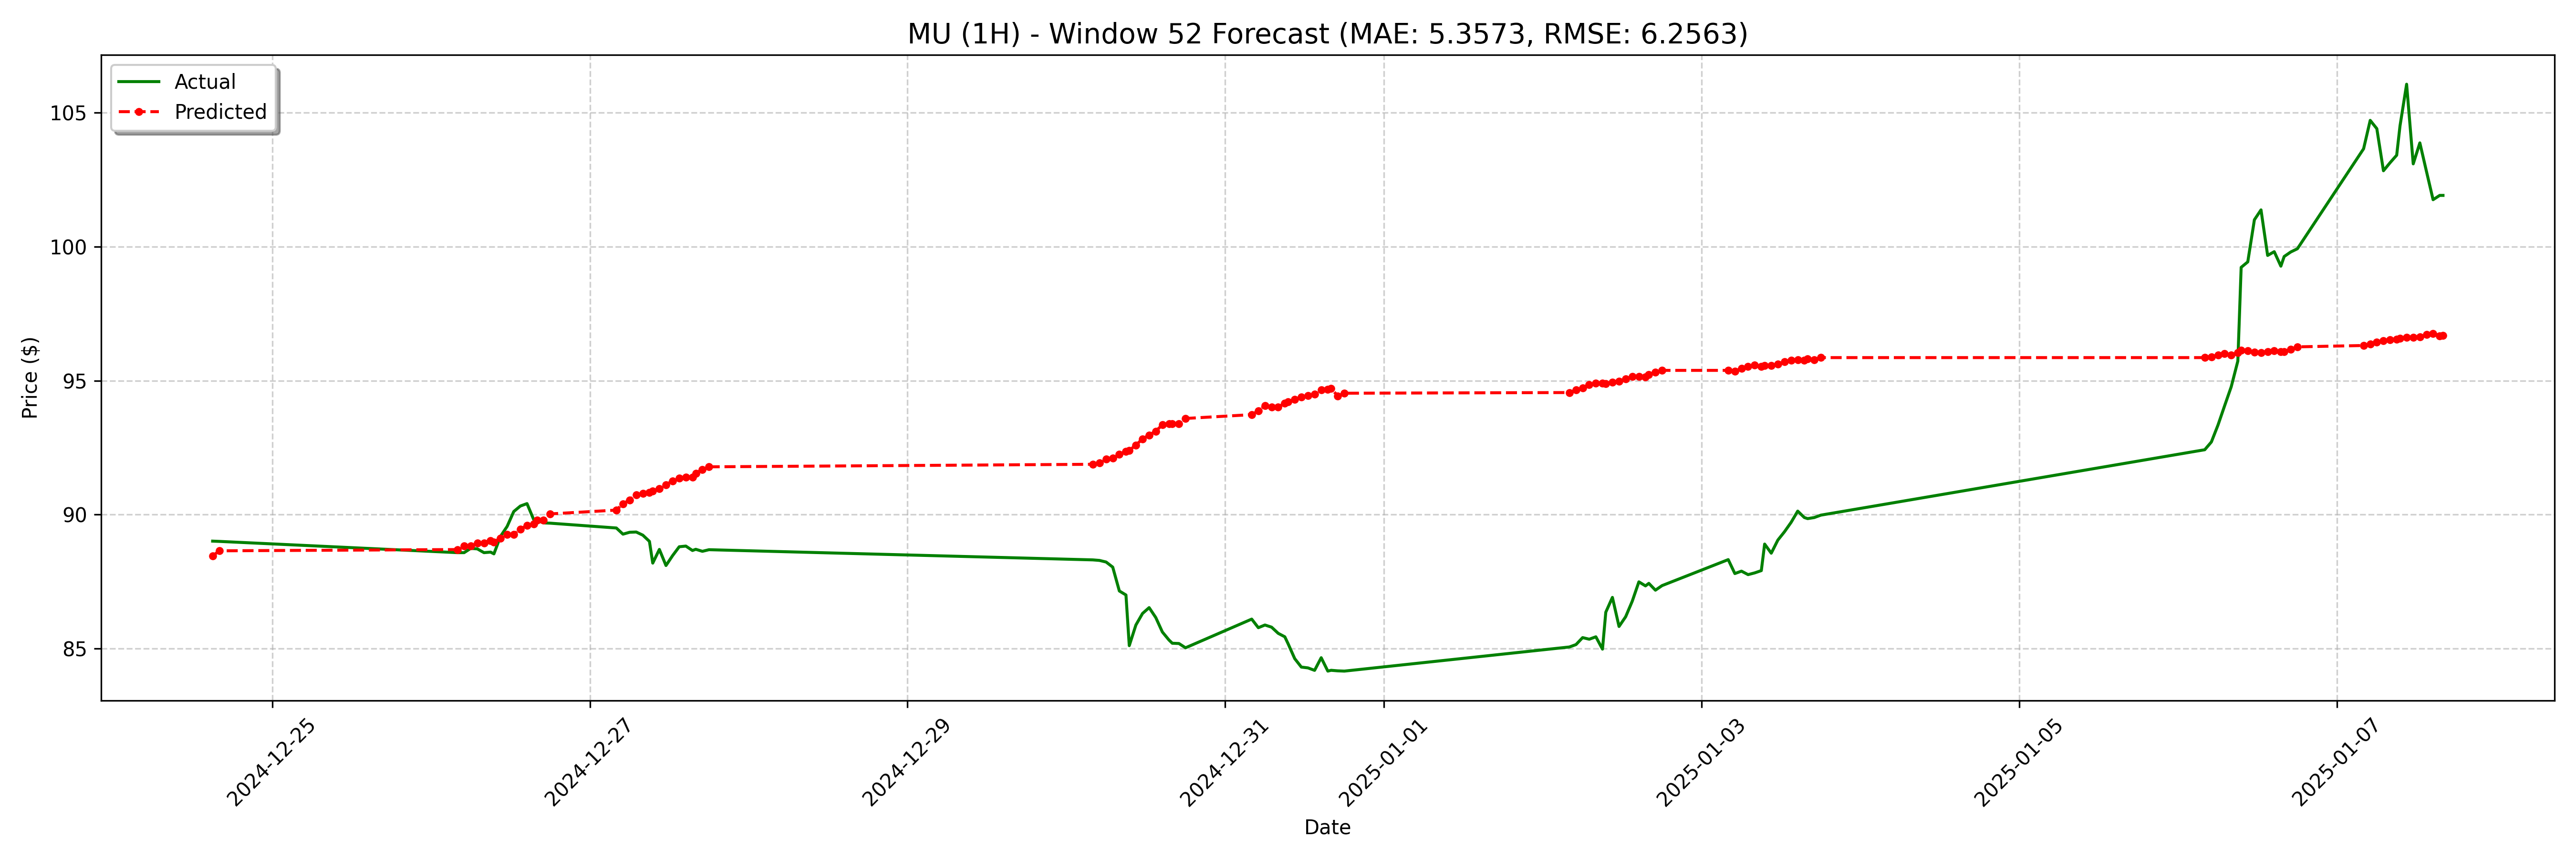 MU (1H) - Window 52 Forecast (MAE: 5.3573, RMSE: 6.2563)
Actual
Predicted
Price ($)
105
100
95
90
85
2024-12-25
2024-12-27
2024-12-29
2024-12-31
2025-01-01
2025-01-03
2025-01-05
2025-01-07
Date